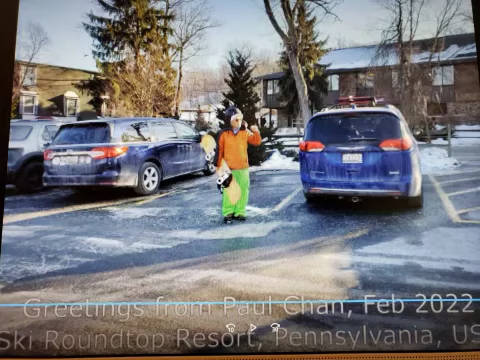 Greetings from Paul Chan, Feb 2022
Ski Roundtop Resort, Pennsylvania, US